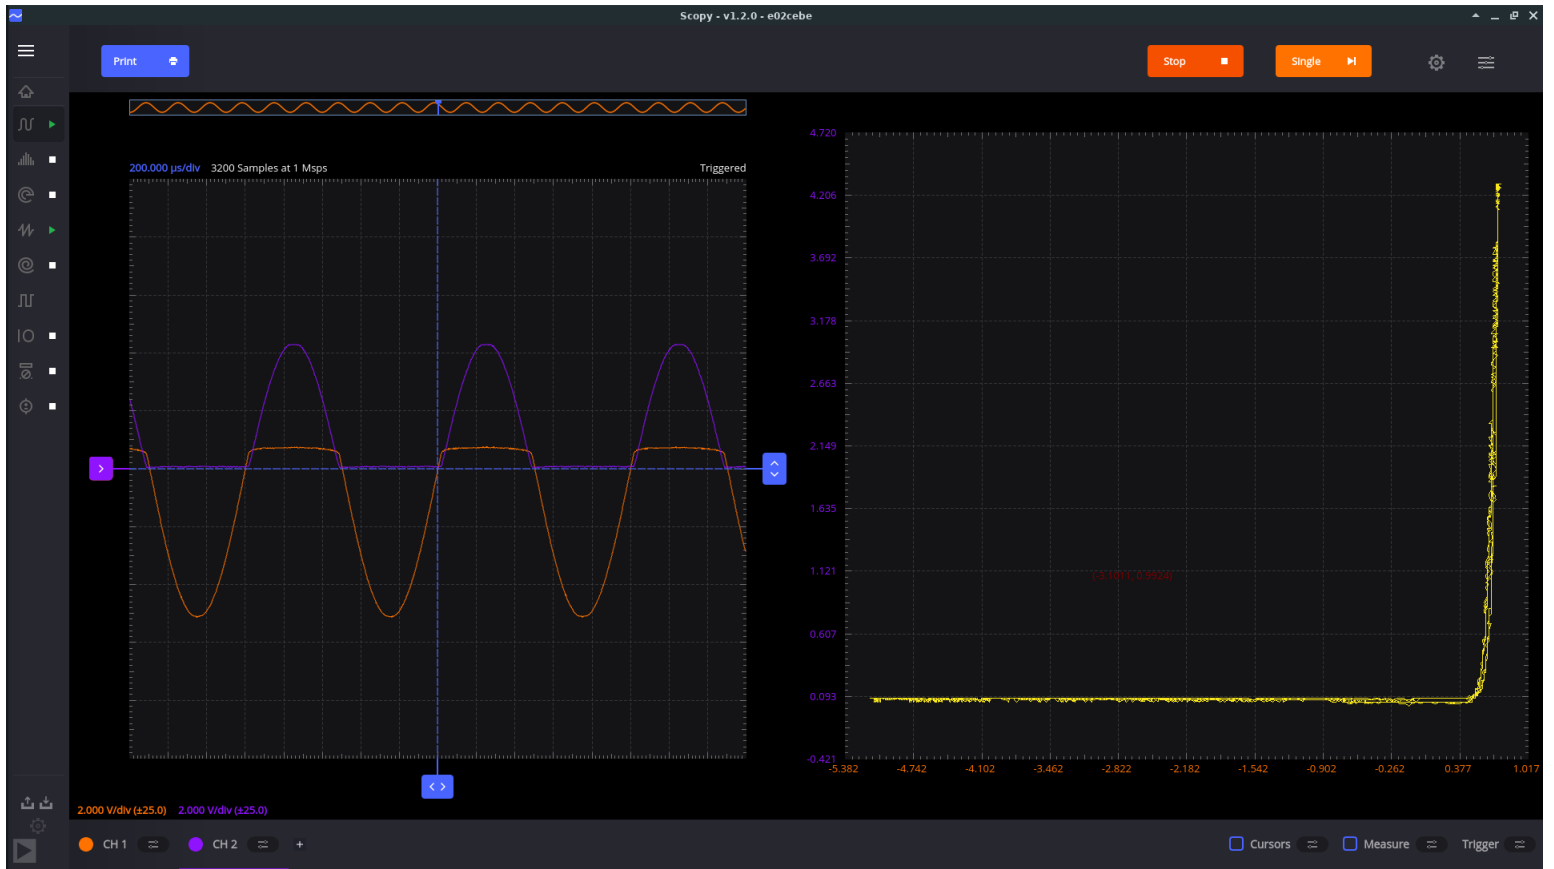 Scopy - v1.2.0 - e02cebe
Print
Stop
Single
200.000 µs/div 3200 Samples at 1 Msps Triggered
4.720
4.206
3.692
3.178
2.663
2.149
1.635
1.121
(-3.1011, 0.9924)
0.607
0.093
-0.421
-5.382 -4.742 -4.102 -3.462 -2.822 -2.182 -1.542 -0.902 -0.262 0.377 1.017
2.000 V/div (±25.0) 2.000 V/div (±25.0)
CH 1 CH 2 + Cursors Measure Trigger